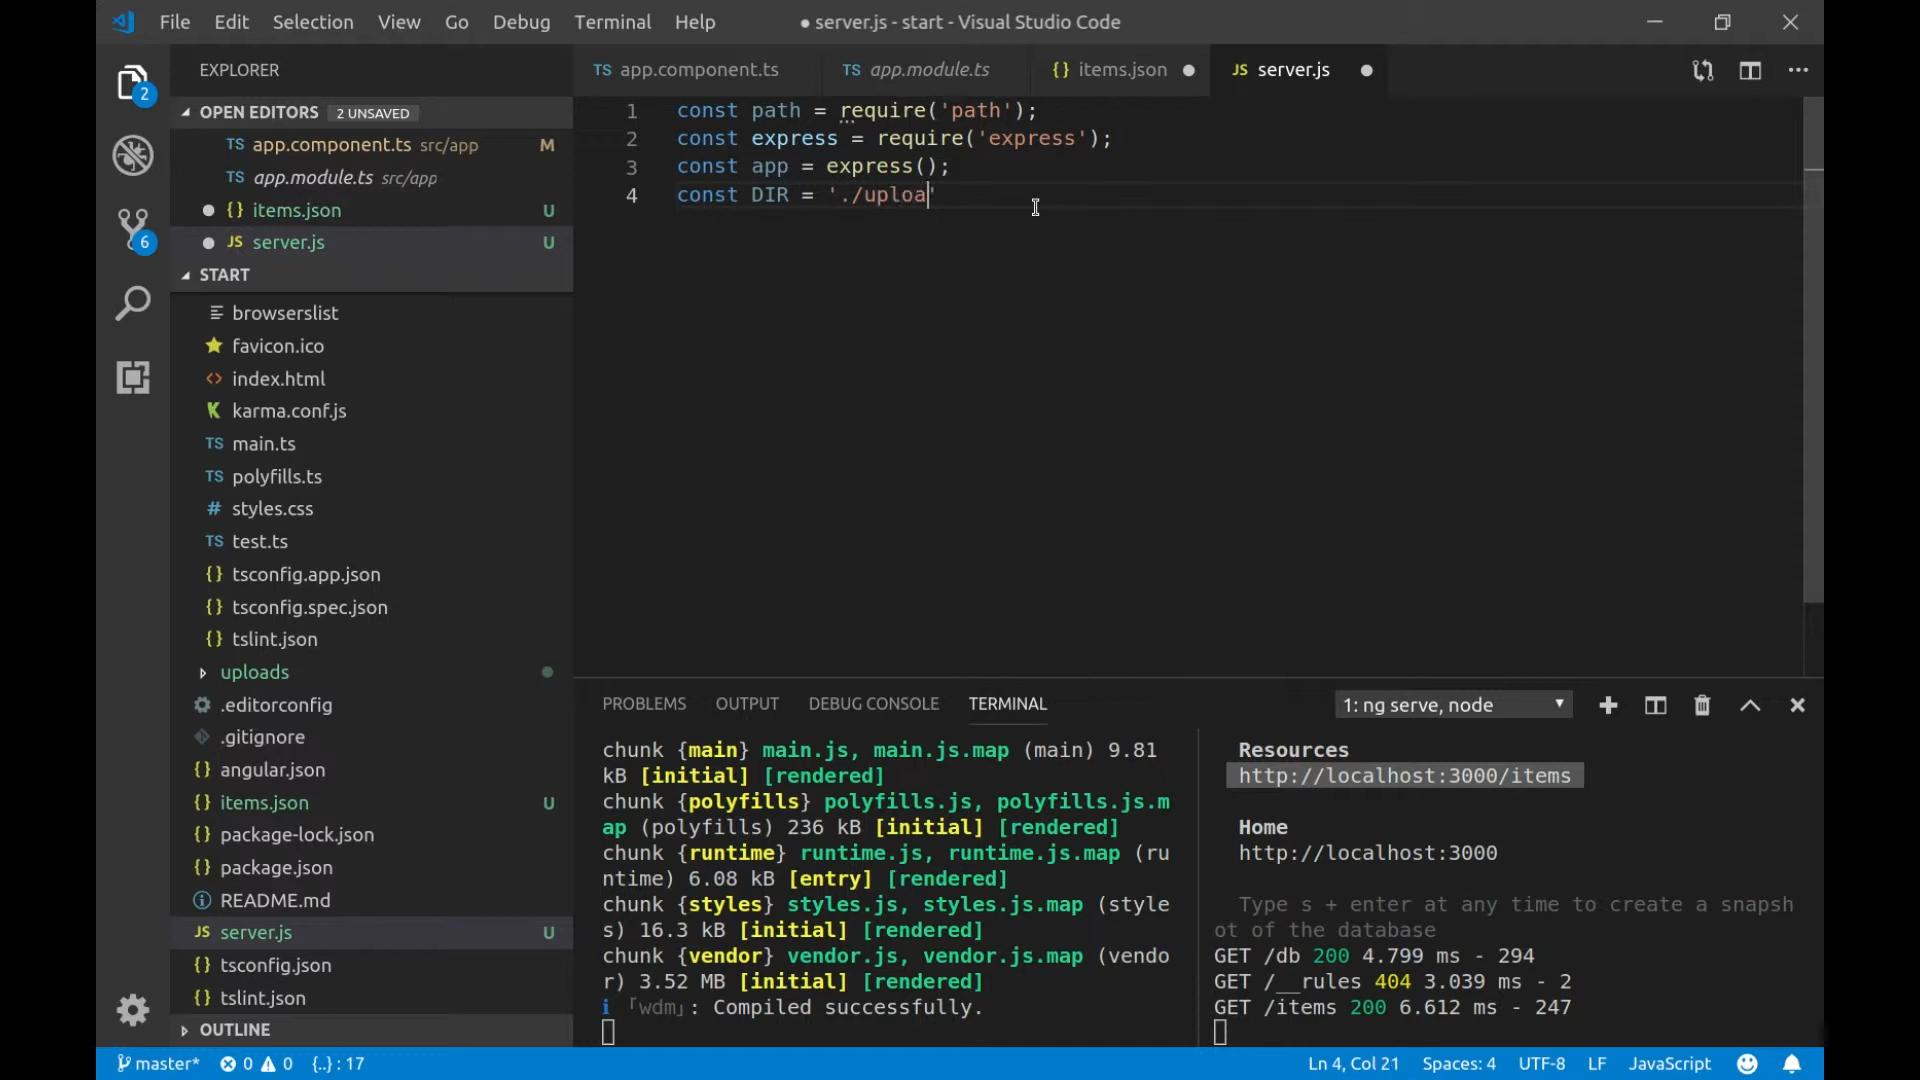 File Edit Selection View Go Debug Terminal Help
● server.js - start - Visual Studio Code
EXPLORER
OPEN EDITORS 2 UNSAVED
TS app.component.ts src/app M
TS app.module.ts src/app
{} items.json U
JS server.js U
START
browserslist
favicon.ico
<> index.html
K karma.conf.js
TS main.ts
TS polyfills.ts
# styles.css
TS test.ts
{} tsconfig.app.json
{} tsconfig.spec.json
{} tslint.json
uploads
.editorconfig
.gitignore
{} angular.json
{} items.json U
{} package-lock.json
{} package.json
README.md
JS server.js U
{} tsconfig.json
{} tslint.json
OUTLINE
2
6
TS app.component.ts
TS app.module.ts
{} items.json ●
JS server.js ●
1 const path = require('path');
2 const express = require('express');
3 const app = express();
4 const DIR = './uploa'
PROBLEMS OUTPUT DEBUG CONSOLE TERMINAL
1: ng serve, node
chunk {main} main.js, main.js.map (main) 9.81
kB [initial] [rendered]
chunk {polyfills} polyfills.js, polyfills.js.m
ap (polyfills) 236 kB [initial] [rendered]
chunk {runtime} runtime.js, runtime.js.map (ru
ntime) 6.08 kB [entry] [rendered]
chunk {styles} styles.js, styles.js.map (style
s) 16.3 kB [initial] [rendered]
chunk {vendor} vendor.js, vendor.js.map (vendo
r) 3.52 MB [initial] [rendered]
ℹ ｢wdm｣: Compiled successfully.
Resources
http://localhost:3000/items
Home
http://localhost:3000
Type s + enter at any time to create a snapsh
ot of the database
GET /db 200 4.799 ms - 294
GET /__rules 404 3.039 ms - 2
GET /items 200 6.612 ms - 247
master* 0 0 {..} : 17
Ln 4, Col 21 Spaces: 4 UTF-8 LF JavaScript